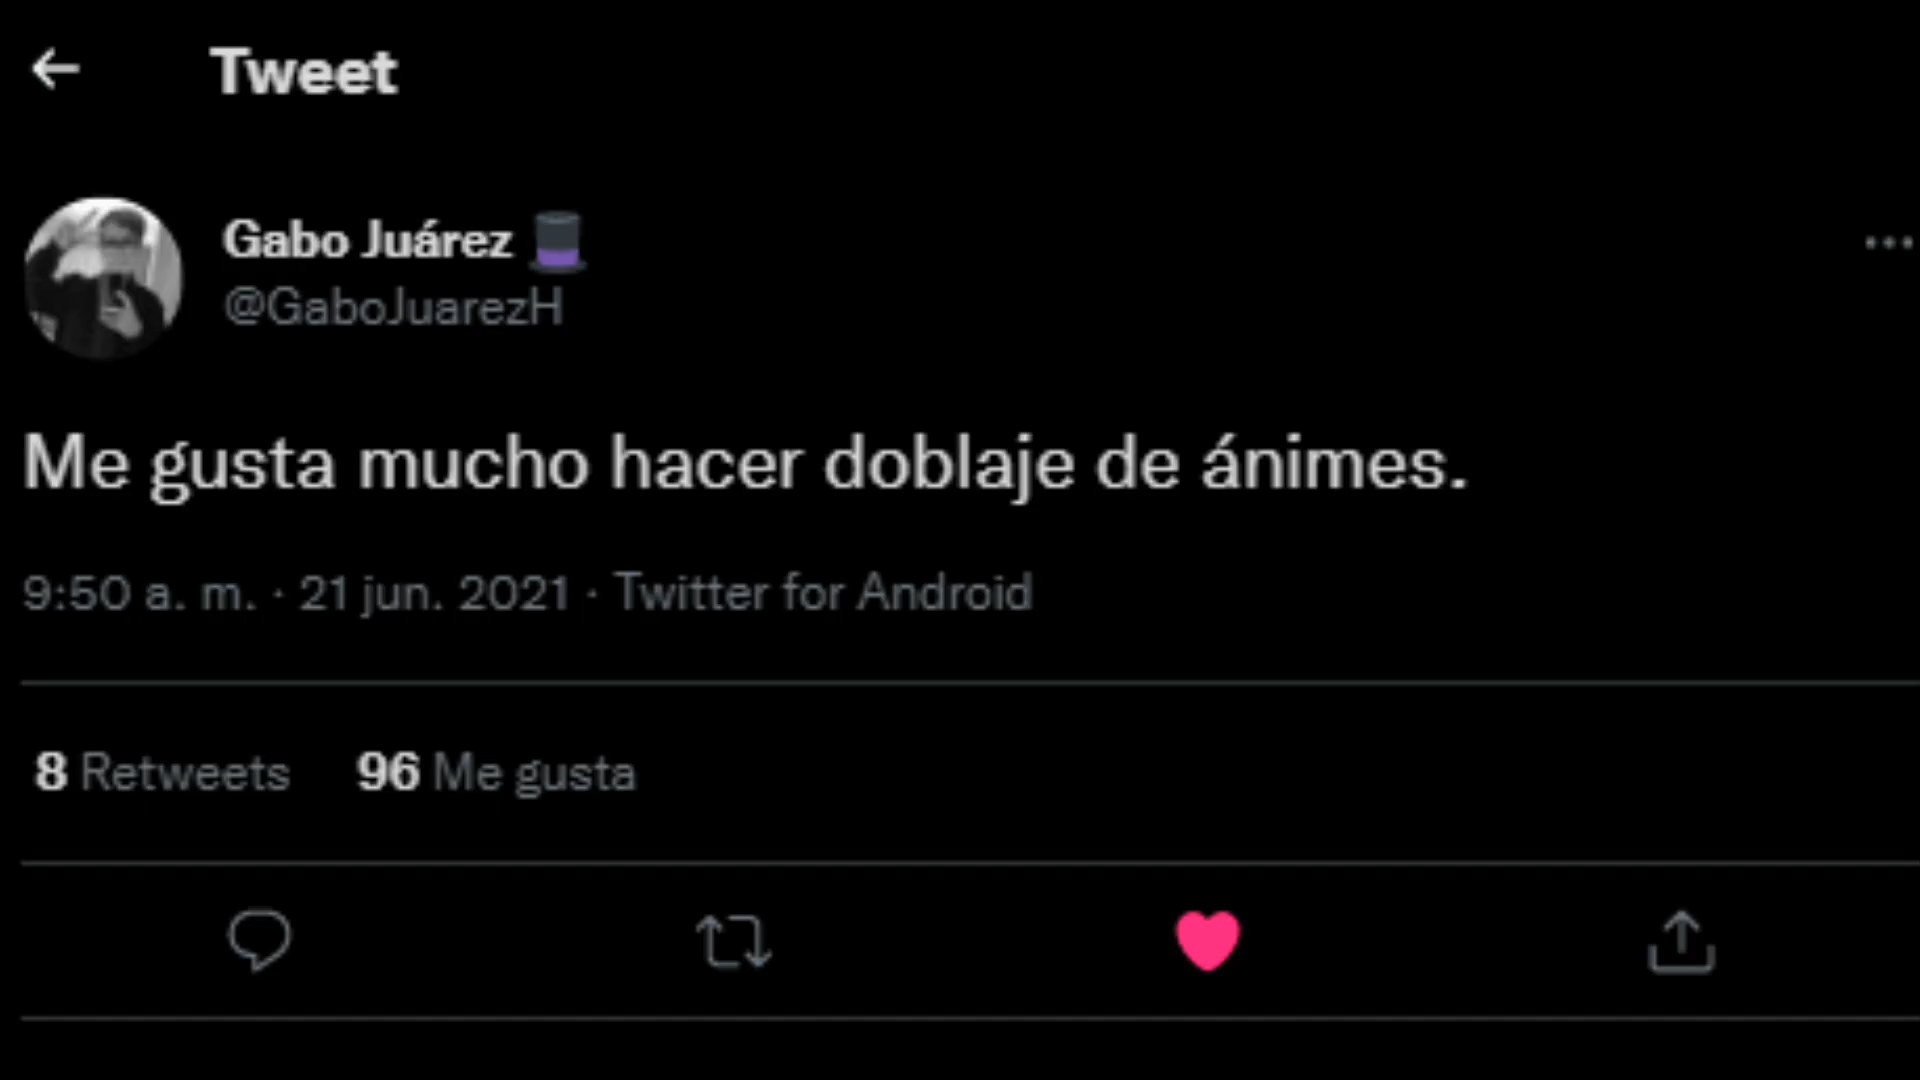 Tweet
Gabo Juárez 🎩
@GaboJuarezH
Me gusta mucho hacer doblaje de ánimes.
9:50 a. m. · 21 jun. 2021 · Twitter for Android
8 Retweets 96 Me gusta